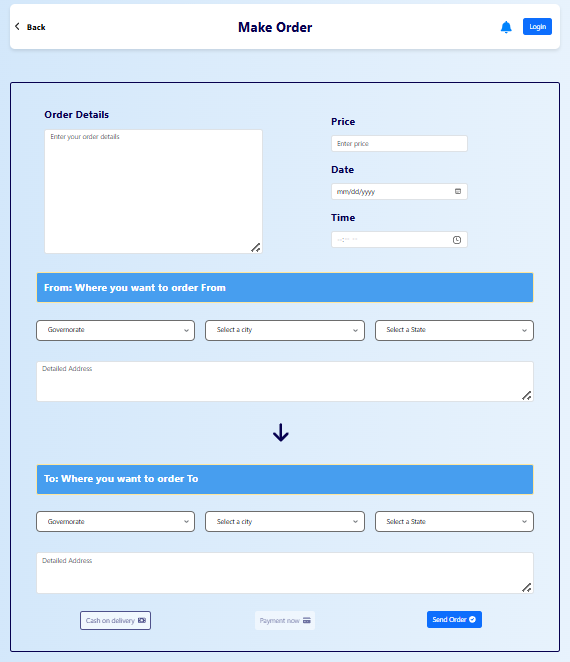 Back
Make Order
Login
Order Details
Enter your order details
Price
Enter price
Date
mm/dd/yyyy
Time
--:-- --
From: Where you want to order From
Governorate
Select a city
Select a State
Detailed Address
To: Where you want to order To
Governorate
Select a city
Select a State
Detailed Address
Cash on delivery
Payment now
Send Order